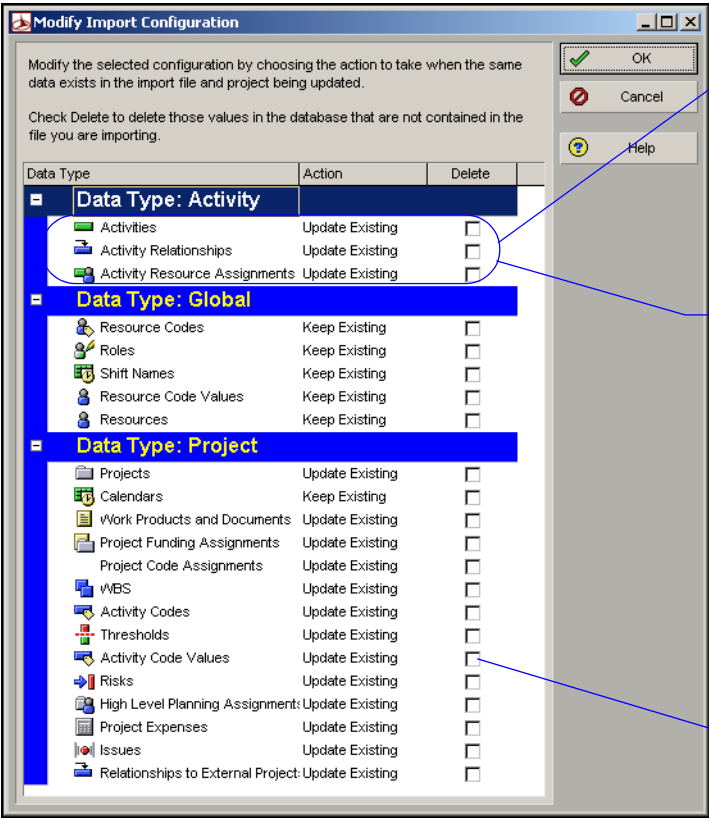 Modify Import Configuration
Modify the selected configuration by choosing the action to take when the same
data exists in the import file and project being updated.
Check Delete to delete those values in the database that are not contained in the
file you are importing.
OK
Cancel
Help
Data Type Action Delete
Data Type: Activity
Activities Update Existing
Activity Relationships Update Existing
Activity Resource Assignments Update Existing
Data Type: Global
Resource Codes Keep Existing
Roles Keep Existing
Shift Names Keep Existing
Resource Code Values Keep Existing
Resources Keep Existing
Data Type: Project
Projects Update Existing
Calendars Keep Existing
Work Products and Documents Update Existing
Project Funding Assignments Update Existing
Project Code Assignments Update Existing
WBS Update Existing
Activity Codes Update Existing
Thresholds Update Existing
Activity Code Values Update Existing
Risks Update Existing
High Level Planning Assignments Update Existing
Project Expenses Update Existing
Issues Update Existing
Relationships to External Project Update Existing